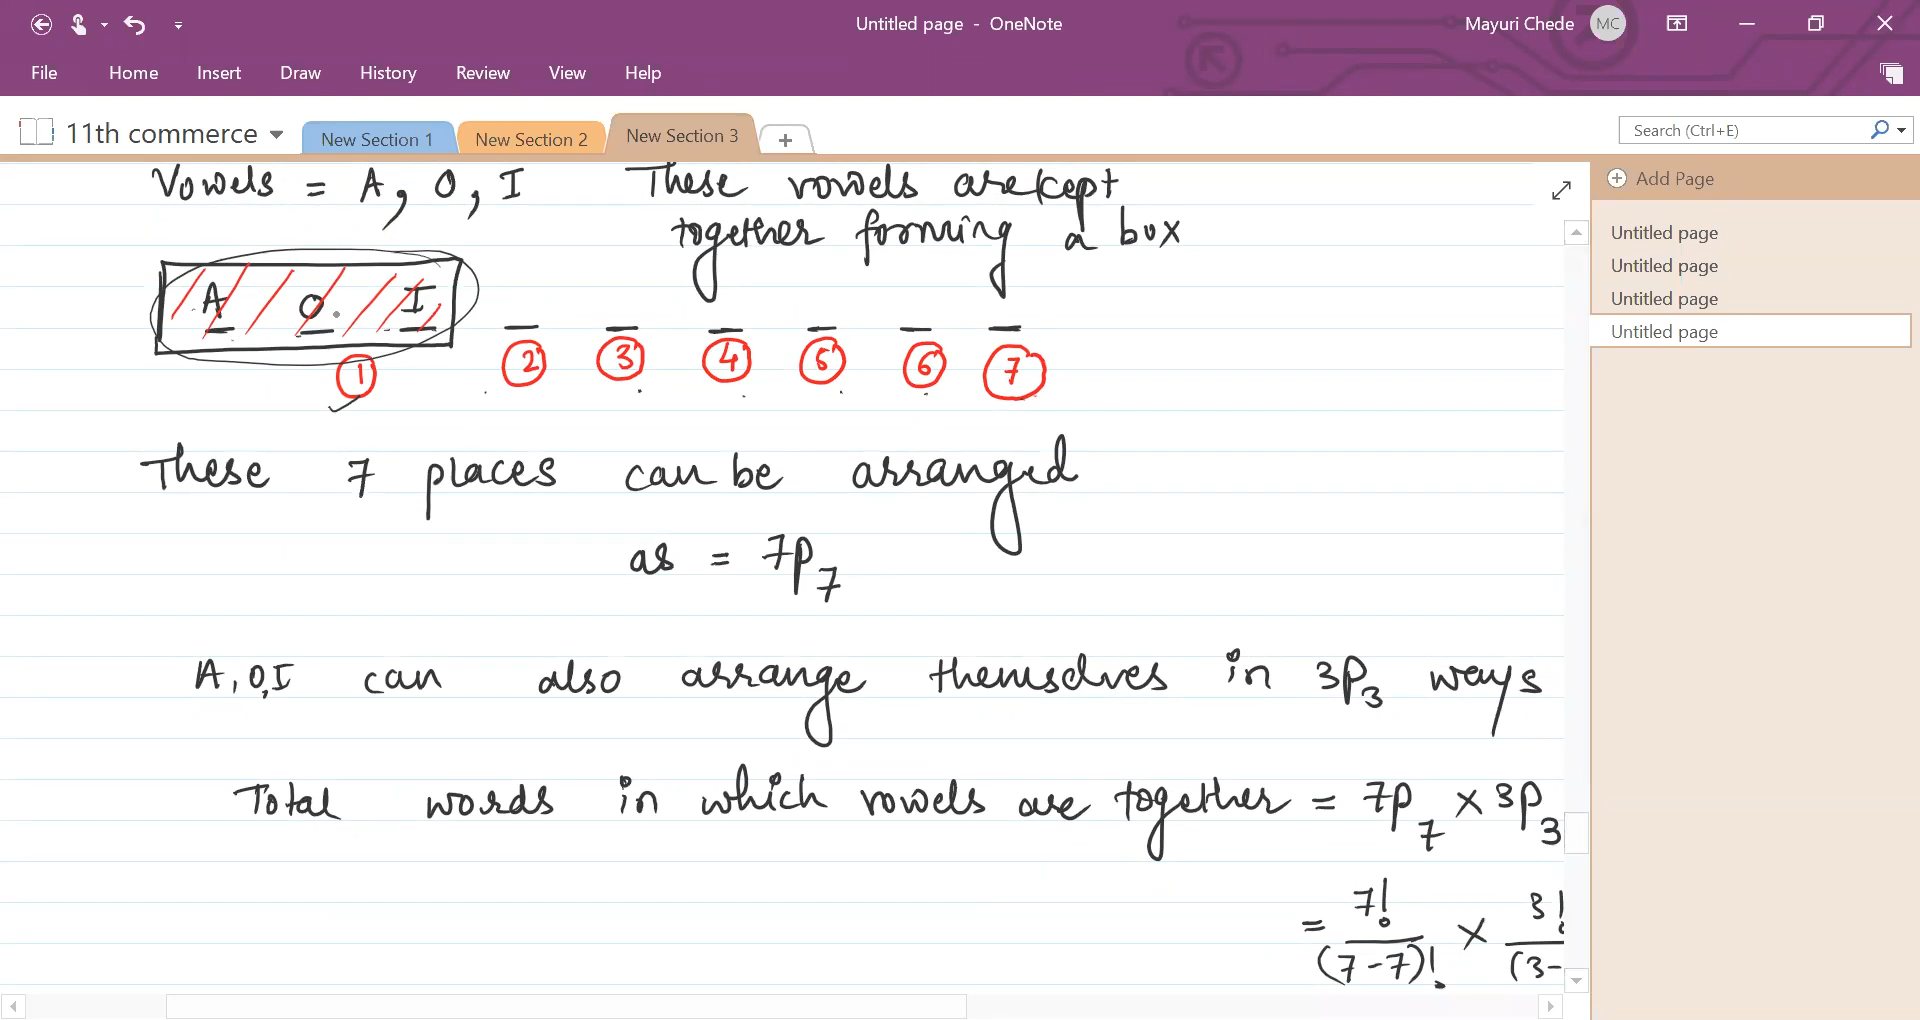 Untitled page - OneNote
Mayuri Chede MC
File Home Insert Draw History Review View Help
11th commerce New Section 1 New Section 2 New Section 3 +
Search (Ctrl+E)
Add Page
Untitled page
Untitled page
Untitled page
Untitled page
Vowels = A, O, I These vowels are kept
together forming a box
A O I
1 2 3 4 5 6 7
These 7 places can be arranged
as = 7P7
A, O, I can also arrange themselves in 3P3 ways
Total words in which vowels are together = 7P7 × 3P3
= 7!/(7-7)! × 3!/(3-